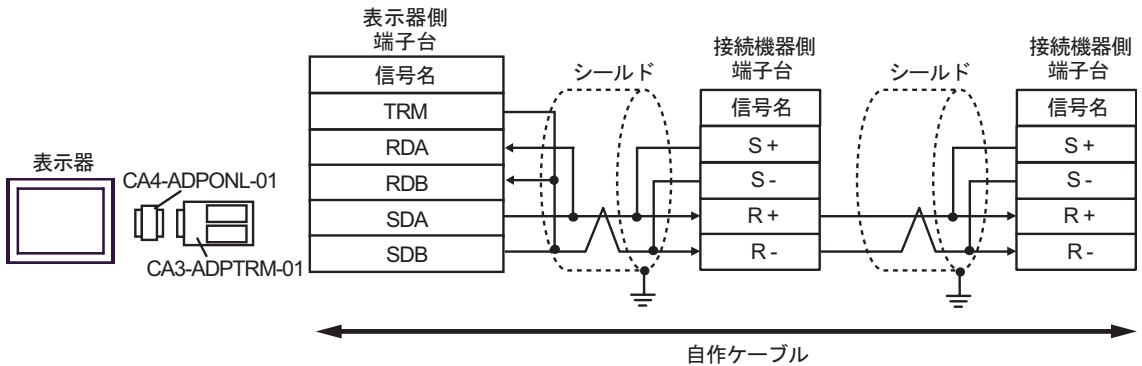 表示器
CA4-ADPONL-01
CA3-ADPTRM-01
表示器側
端子台
信号名
TRM
RDA
RDB
SDA
SDB
シールド
接続機器側
端子台
信号名
S +
S -
R +
R -
シールド
接続機器側
端子台
信号名
S +
S -
R +
R -
自作ケーブル